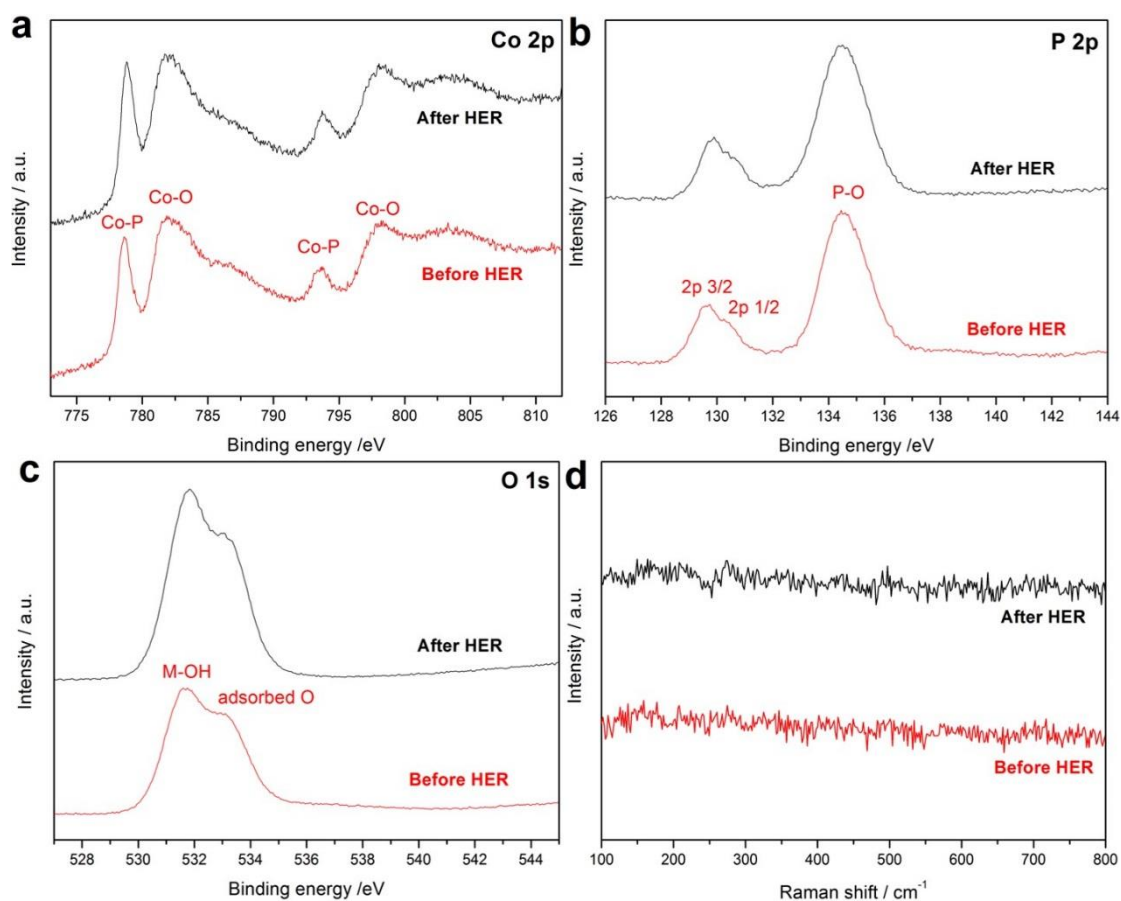 a
Co 2p
After HER
Co-P
Co-O
Co-P
Co-O
Before HER
Intensity / a.u.
775 780 785 790 795 800 805 810
Binding energy /eV
b
P 2p
After HER
P-O
2p 3/2
2p 1/2
Before HER
Intensity / a.u.
126 128 130 132 134 136 138 140 142 144
Binding energy /eV
c
O 1s
After HER
M-OH
adsorbed O
Before HER
Intensity / a.u.
528 530 532 534 536 538 540 542 544
Binding energy /eV
d
After HER
Before HER
Intensity / a.u.
100 200 300 400 500 600 700 800
Raman shift / cm⁻¹